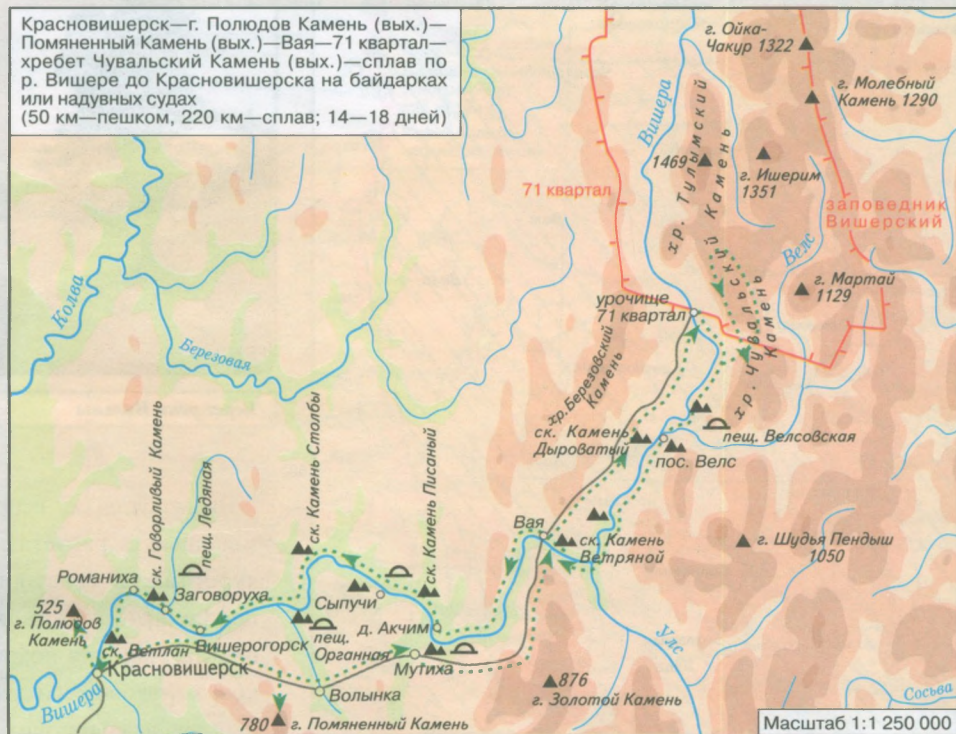 Красновишерск—г. Полюдов Камень (вых.)—
Помяненный Камень (вых.)—Вая—71 квартал—
хребет Чувальский Камень (вых.)—сплав по
р. Вишере до Красновишерска на байдарках
или надувных судах
(50 км—пешком, 220 км—сплав; 14—18 дней)
г. Ойка-
Чакур 1322
г. Молебный
Камень 1290
Вишера
хр. Тулымский
Камень
1469
г. Ишерим
1351
71 квартал
заповедник
Вишерский
Велс
г. Мартай
1129
урочище
71 квартал
хр. Чувальский
Камень
Колва
Березовая
хр. Березовский
Камень
ск. Камень
Дыроватый
пещ. Велсовская
пос. Велс
ск. Говорливый Камень
пещ. Ледяная
ск. Камень Столбы
ск. Камень Писаный
Вая
ск. Камень
Ветряной
г. Шудья Пендыш
1050
Романиха
Заговоруха
Сыпучи
525
г. Полюдов
Камень
ск. Ветлан
Вишерогорск
пещ.
Органная
д. Акчим
Мутиха
Улс
Красновишерск
Вишера
Волынка
876
г. Золотой Камень
Сосьва
780
г. Помяненный Камень
Масштаб 1:1 250 000